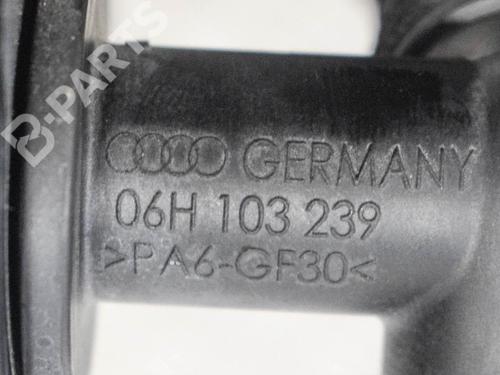 B-PARTS
GERMANY
06H 103 239
>PA6-GF30<